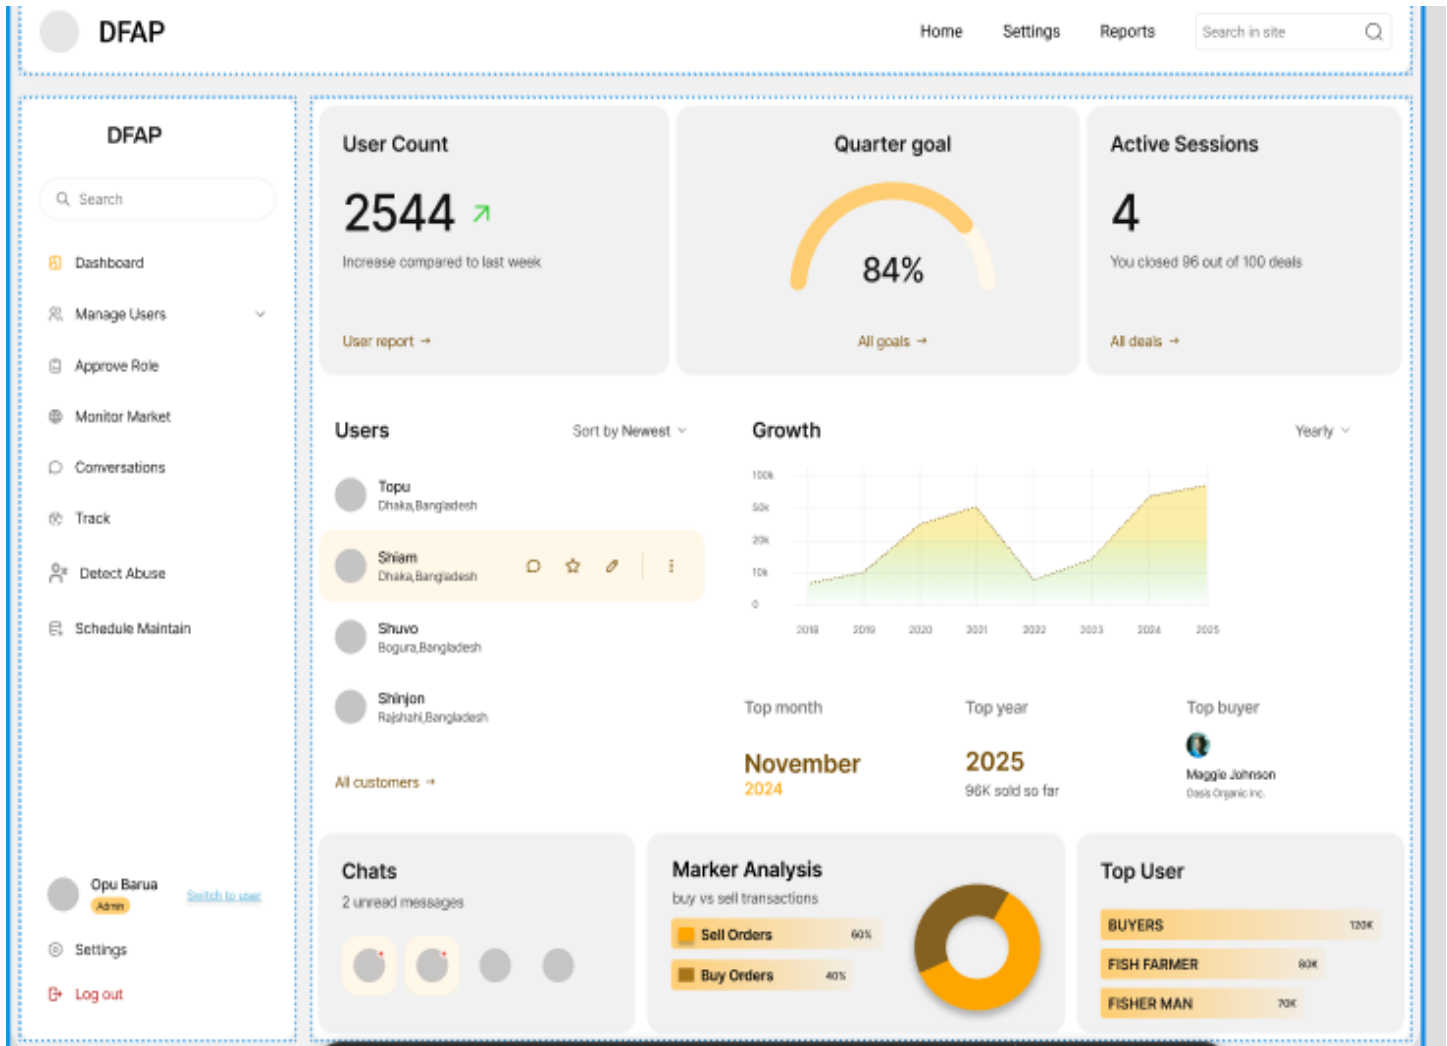 DFAP
Home
Settings
Reports
Search in site
DFAP
Search
Dashboard
Manage Users
Approve Role
Monitor Market
Conversations
Track
Detect Abuse
Schedule Maintain
Opu Barua
Admin
Switch to user
Settings
Log out
User Count
2544
Increase compared to last week
User report →
Quarter goal
84%
All goals →
Active Sessions
4
You closed 96 out of 100 deals
All deals →
Users
Sort by Newest
Topu
Dhaka,Bangladesh
Shiam
Dhaka,Bangladesh
Shuvo
Bogura,Bangladesh
Shinjon
Rajshahi,Bangladesh
All customers →
Growth
Yearly
100k
50k
20k
10k
0
2018 2019 2020 2021 2022 2023 2024 2025
Top month
November
2024
Top year
2025
96K sold so far
Top buyer
Maggie Johnson
Oasis Organic Inc.
Chats
2 unread messages
Marker Analysis
buy vs sell transactions
Sell Orders 60%
Buy Orders 40%
Top User
BUYERS 120K
FISH FARMER 80K
FISHER MAN 70K